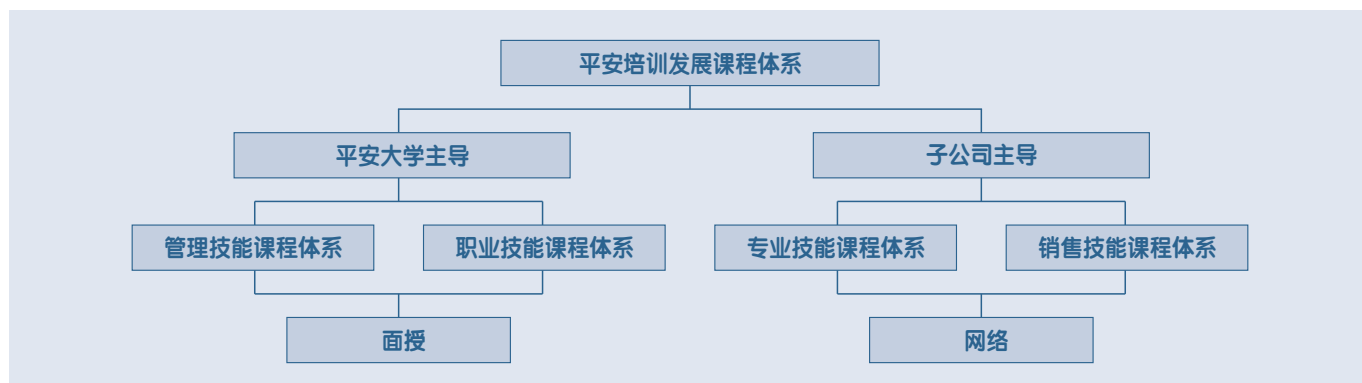 平安培训发展课程体系
平安大学主导
子公司主导
管理技能课程体系
职业技能课程体系
专业技能课程体系
销售技能课程体系
面授
网络